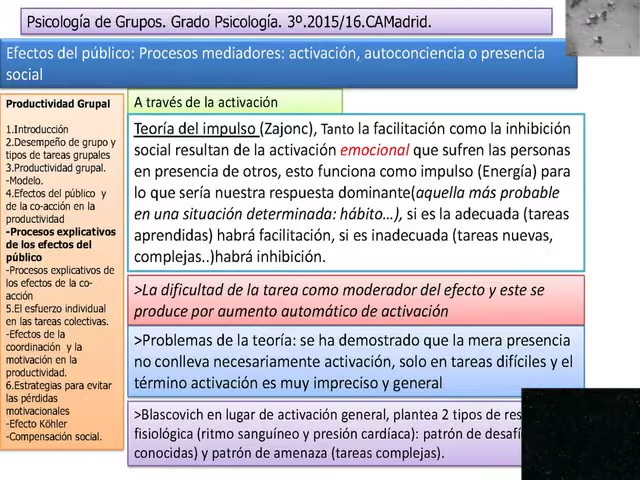 Psicología de Grupos. Grado Psicología. 3º.2015/16.CAMadrid.
Efectos del público: Procesos mediadores: activación, autoconciencia o presencia
social
Productividad Grupal
1.Introducción
2.Desempeño de grupo y
tipos de tareas grupales
3.Productividad grupal.
-Modelo.
4.Efectos del público y
de la co-acción en la
productividad
-Procesos explicativos
de los efectos del
público
-Procesos explicativos de
los efectos de la co-
acción
5.El esfuerzo individual
en las tareas colectivas.
-Efectos de la
coordinación y la
motivación en la
productividad.
6.Estrategias para evitar
las pérdidas
motivacionales
-Efecto Köhler
-Compensación social.
A través de la activación
Teoría del impulso (Zajonc), Tanto la facilitación como la inhibición
social resultan de la activación emocional que sufren las personas
en presencia de otros, esto funciona como impulso (Energía) para
lo que sería nuestra respuesta dominante(aquella más probable
en una situación determinada: hábito...), si es la adecuada (tareas
aprendidas) habrá facilitación, si es inadecuada (tareas nuevas,
complejas..)habrá inhibición.
>La dificultad de la tarea como moderador del efecto y este se
produce por aumento automático de activación
>Problemas de la teoría: se ha demostrado que la mera presencia
no conlleva necesariamente activación, solo en tareas difíciles y el
término activación es muy impreciso y general
>Blascovich en lugar de activación general, plantea 2 tipos de
fisiológica (ritmo sanguíneo y presión cardíaca): patrón de
conocidas) y patrón de amenaza (tareas complejas).